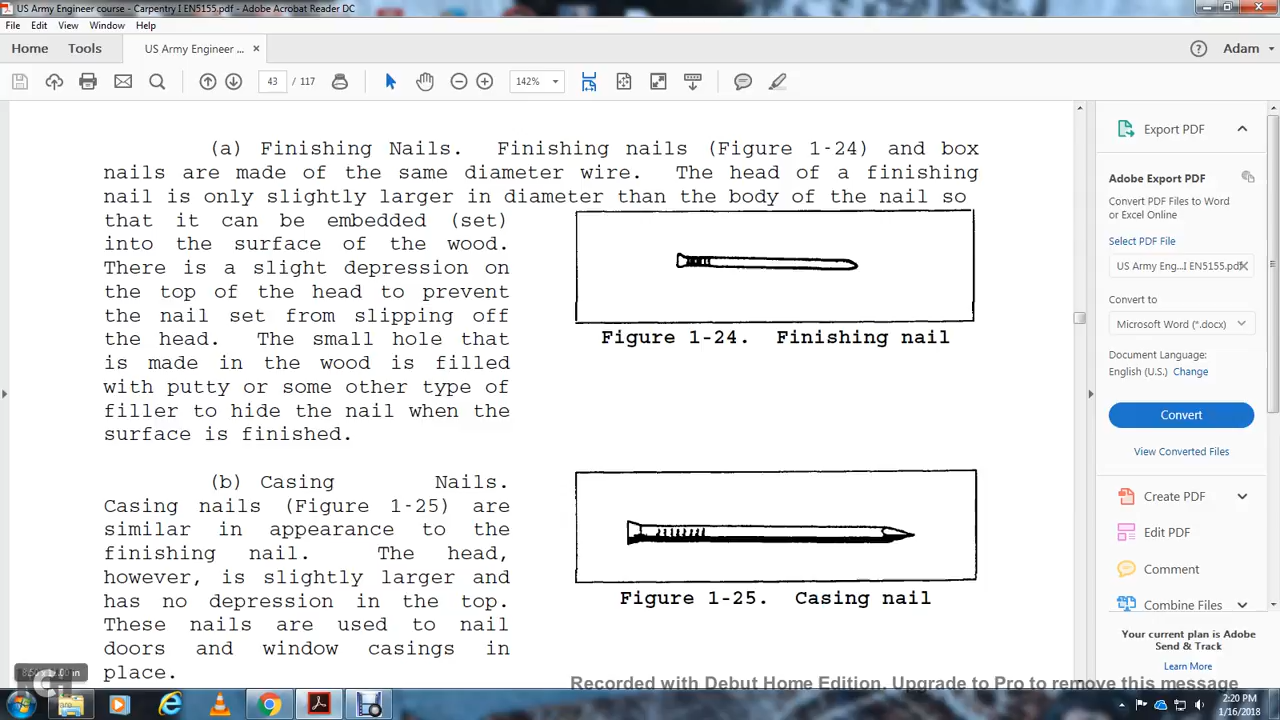 US Army Engineer course - Carpentry I EN5155.pdf - Adobe Acrobat Reader DC
File Edit View Window Help
Home Tools US Army Engineer ... × Adam
43 / 117 142%
(a) Finishing Nails. Finishing nails (Figure 1-24) and box
nails are made of the same diameter wire. The head of a finishing
nail is only slightly larger in diameter than the body of the nail so
that it can be embedded (set)
into the surface of the wood.
There is a slight depression on
the top of the head to prevent
the nail set from slipping off
the head. The small hole that
is made in the wood is filled
with putty or some other type of
filler to hide the nail when the
surface is finished.
Figure 1-24. Finishing nail
(b) Casing Nails.
Casing nails (Figure 1-25) are
similar in appearance to the
finishing nail. The head,
however, is slightly larger and
has no depression in the top.
These nails are used to nail
doors and window casings in
place.
Figure 1-25. Casing nail
Export PDF
Adobe Export PDF
Convert PDF Files to Word
or Excel Online
Select PDF File
US Army Eng...I EN5155.pdf
Convert to
Microsoft Word (*.docx)
Document Language:
English (U.S.) Change
Convert
View Converted Files
Create PDF
Edit PDF
Comment
Combine Files
Your current plan is Adobe
Send & Track
Learn More
Recorded with Debut Home Edition. Upgrade to Pro to remove this message
2:20 PM
1/16/2018